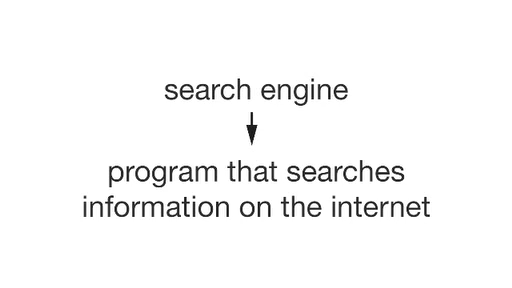 search engine
program that searches
information on the internet